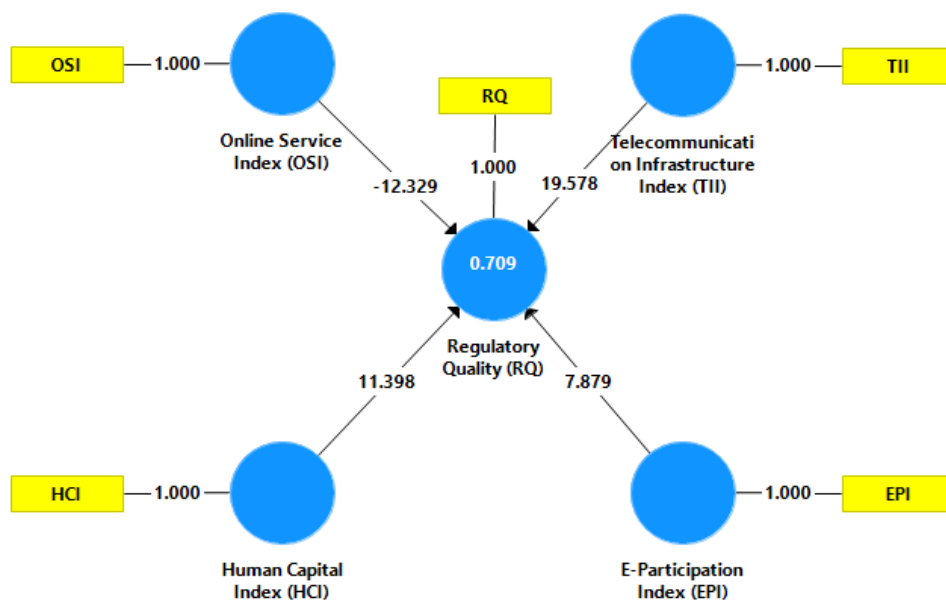 OSI
1.000
Online Service
Index (OSI)
TII
1.000
Telecommunicati
on Infrastructure
Index (TII)
RQ
1.000
-12.329
19.578
0.709
Regulatory
Quality (RQ)
11.398
7.879
HCI
1.000
Human Capital
Index (HCI)
EPI
1.000
E-Participation
Index (EPI)